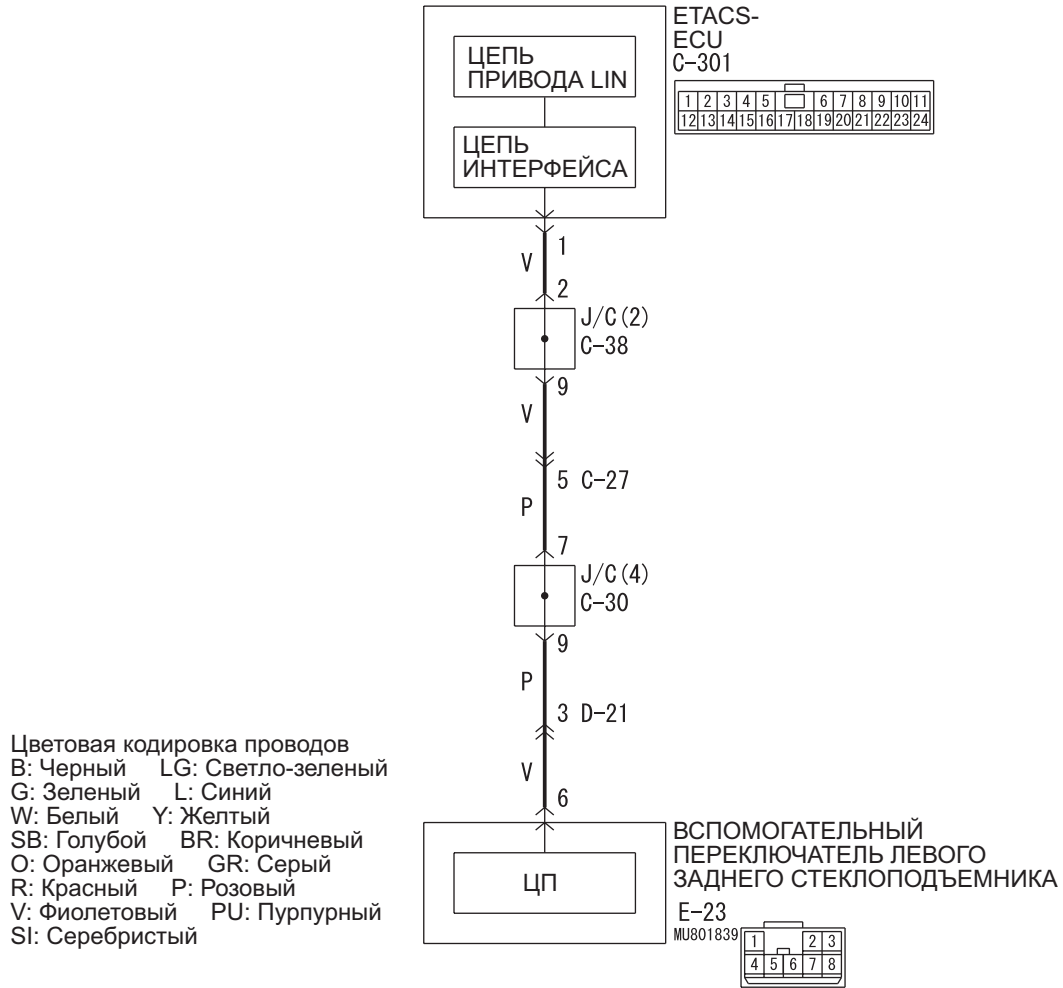 ETACS-
ECU
C-301
ЦЕПЬ
ПРИВОДА LIN
1 2 3 4 5 6 7 8 9 10 11
12 13 14 15 16 17 18 19 20 21 22 23 24
ЦЕПЬ
ИНТЕРФЕЙСА
1
V
2
J/C(2)
C-38
9
V
5 C-27
P
7
J/C(4)
C-30
9
P
3 D-21
V
6
Цветовая кодировка проводов
B: Черный LG: Светло-зеленый
G: Зеленый L: Синий
W: Белый Y: Желтый
SB: Голубой BR: Коричневый
O: Оранжевый GR: Серый
R: Красный P: Розовый
V: Фиолетовый PU: Пурпурный
SI: Серебристый
ЦП
ВСПОМОГАТЕЛЬНЫЙ
ПЕРЕКЛЮЧАТЕЛЬ ЛЕВОГО
ЗАДНЕГО СТЕКЛОПОДЪЕМНИКА
E-23
MU801839
1 2 3
4 5 6 7 8